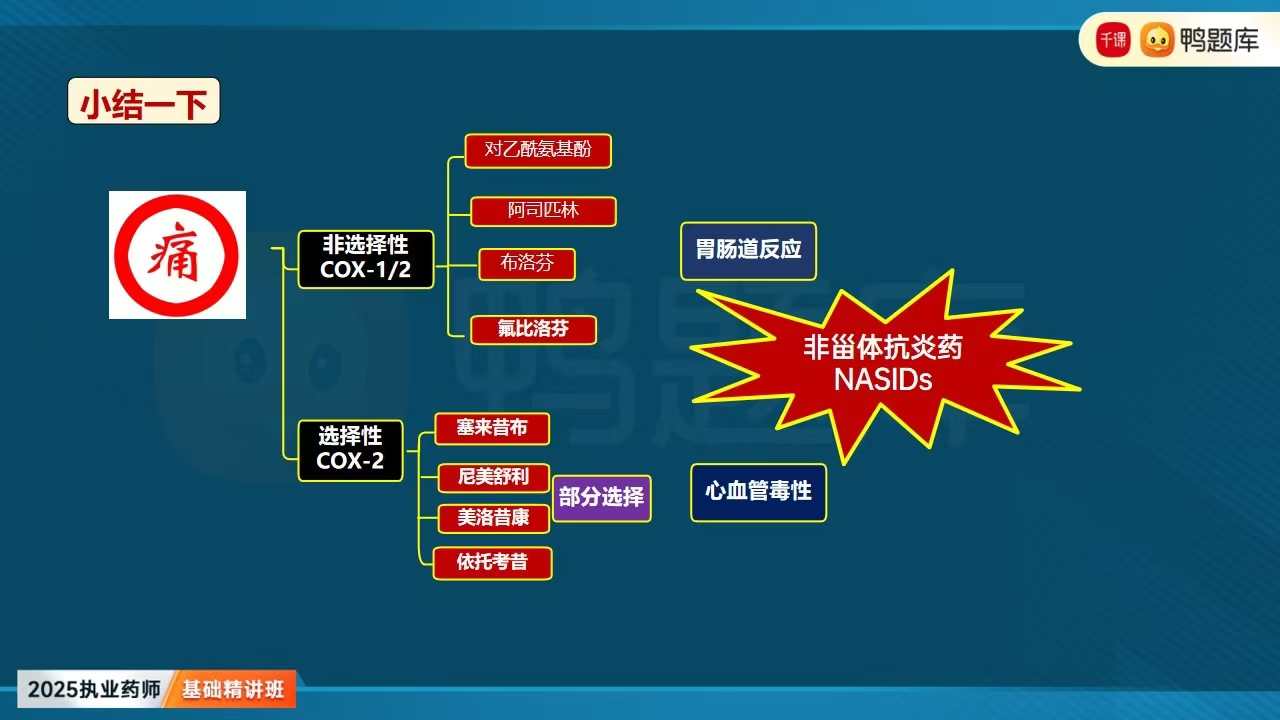 千课 鸭题库
小结一下
痛
非选择性
COX-1/2
对乙酰氨基酚
阿司匹林
布洛芬
氟比洛芬
胃肠道反应
非甾体抗炎药
NASIDs
选择性
COX-2
塞来昔布
尼美舒利
美洛昔康
依托考昔
部分选择
心血管毒性
鸭题库
2025执业药师 基础精讲班